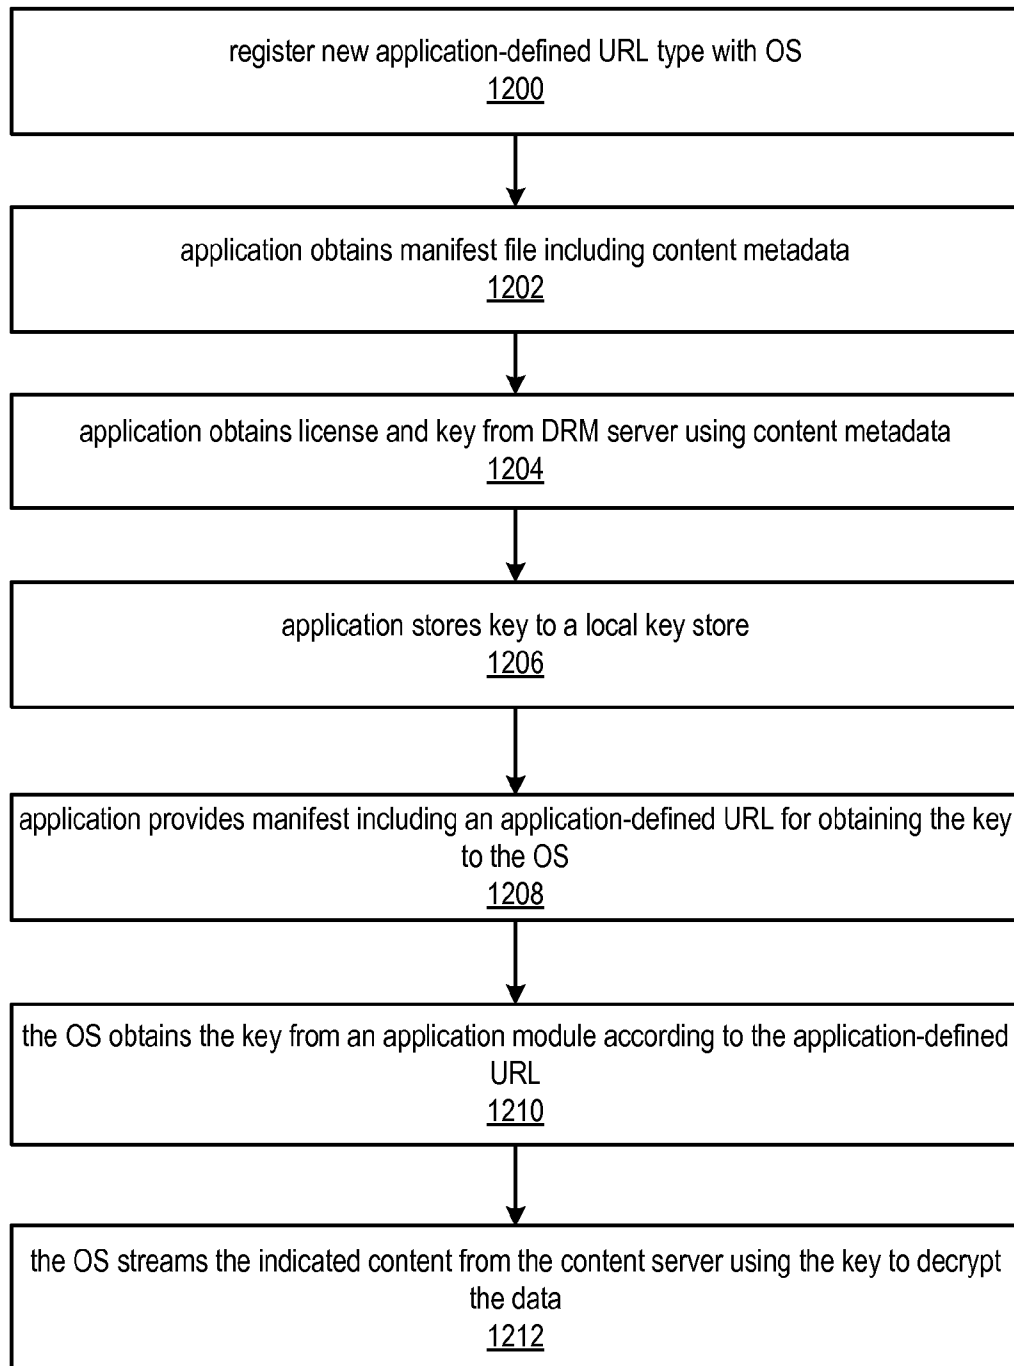 register new application-defined URL type with OS
1200
application obtains manifest file including content metadata
1202
application obtains license and key from DRM server using content metadata
1204
application stores key to a local key store
1206
application provides manifest including an application-defined URL for obtaining the key
to the OS
1208
the OS obtains the key from an application module according to the application-defined
URL
1210
the OS streams the indicated content from the content server using the key to decrypt
the data
1212